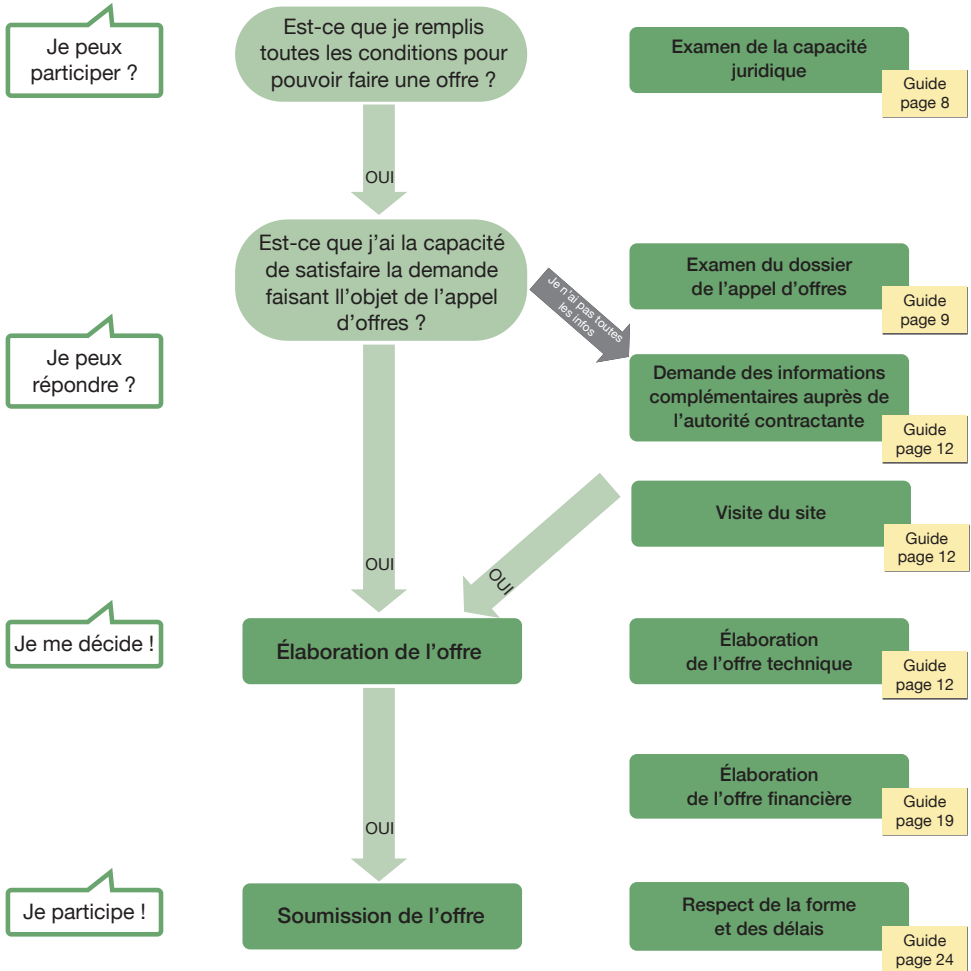 Je peux
participer ?
Est-ce que je remplis
toutes les conditions pour
pouvoir faire une offre ?
Examen de la capacité
juridique
Guide
page 8
OUI
Je peux
répondre ?
Est-ce que j’ai la capacité
de satisfaire la demande
faisant ll’objet de l’appel
d’offres ?
Je n’ai pas toutes
les infos
Examen du dossier
de l’appel d’offres
Guide
page 9
Demande des informations
complémentaires auprès de
l’autorité contractante
Guide
page 12
Visite du site
Guide
page 12
OUI
OUI
Je me décide !
Élaboration de l’offre
Élaboration
de l’offre technique
Guide
page 12
Élaboration
de l’offre financière
Guide
page 19
OUI
Je participe !
Soumission de l’offre
Respect de la forme
et des délais
Guide
page 24